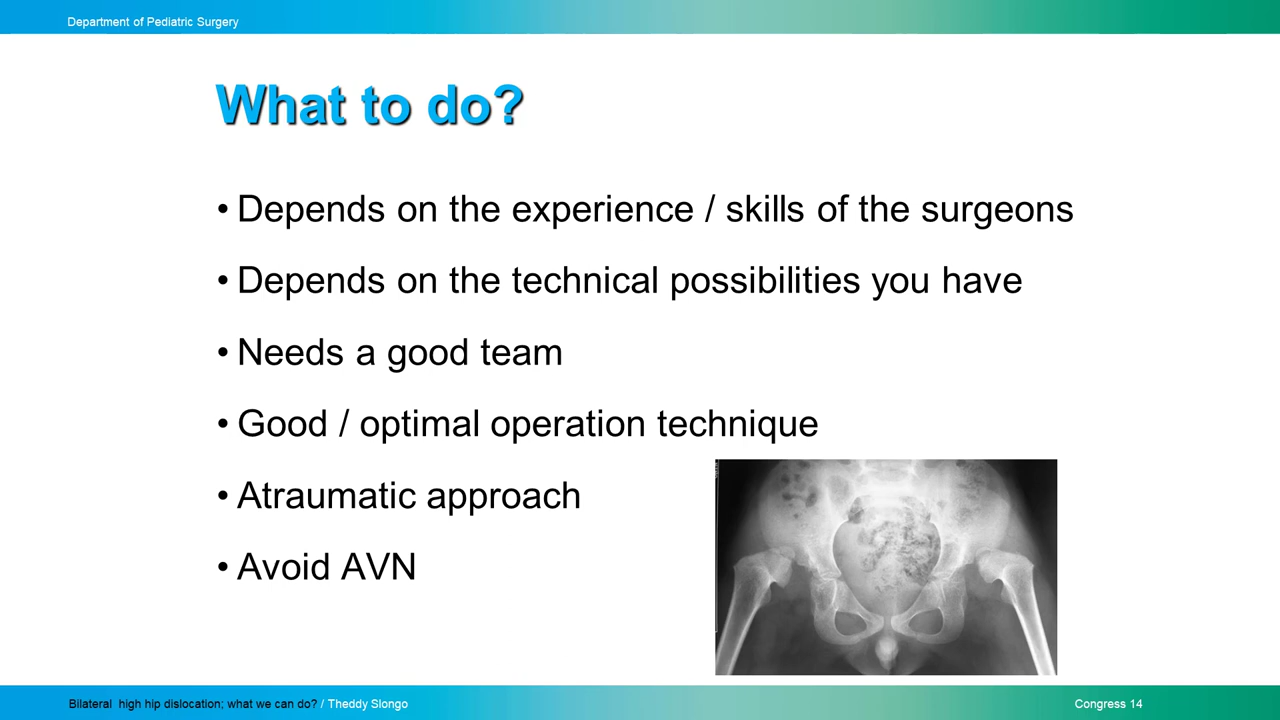 Department of Pediatric Surgery
What to do?
• Depends on the experience / skills of the surgeons
• Depends on the technical possibilities you have
• Needs a good team
• Good / optimal operation technique
• Atraumatic approach
• Avoid AVN
Bilateral high hip dislocation; what we can do? / Theddy Slongo
Congress 14